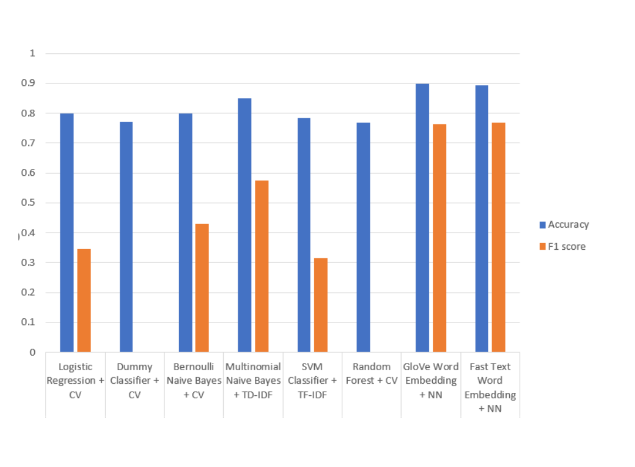 1
0.9
0.8
0.7
0.6
0.5
0.4
0.3
0.2
0.1
0
Logistic
Regression +
CV
Dummy
Classifier +
CV
Bernoulli
Naive Bayes
+ CV
Multinomial
Naive Bayes
+ TD-IDF
SVM
Classifier +
TF-IDF
Random
Forest + CV
GloVe Word
Embedding
+ NN
Fast Text
Word
Embedding
+ NN
Accuracy
F1 score